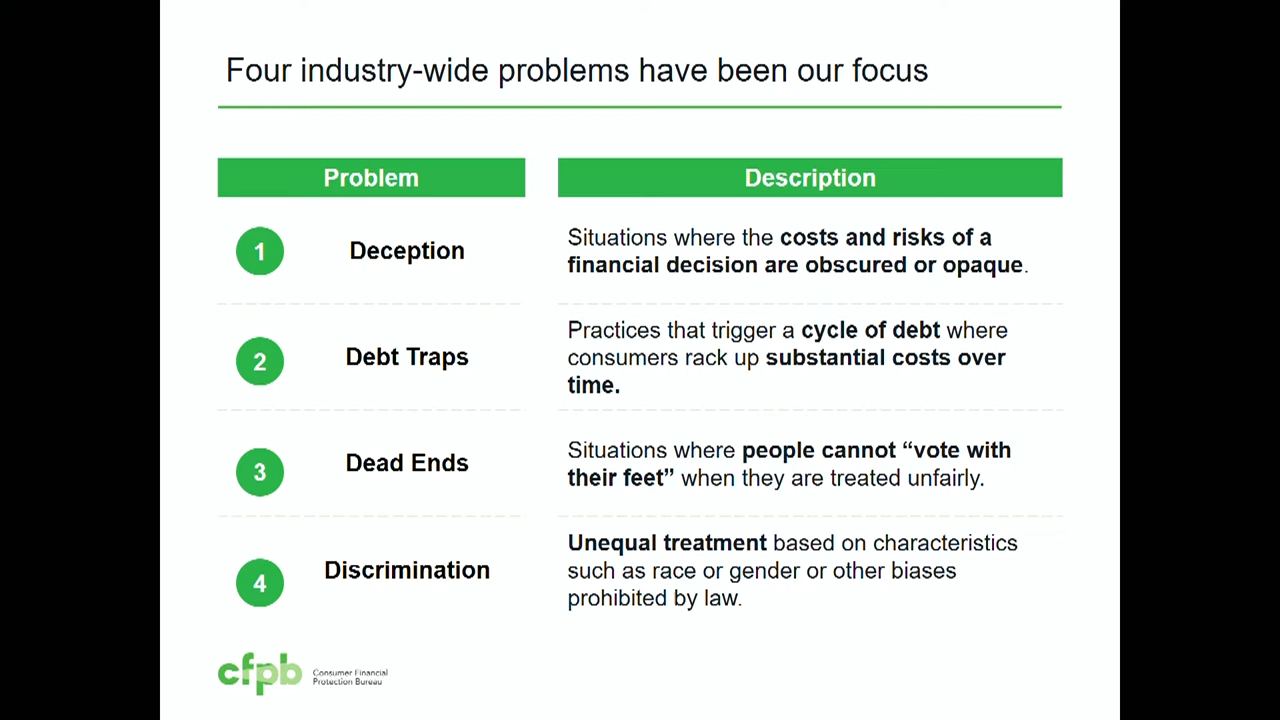 Four industry-wide problems have been our focus
Problem
Description
1
Deception
Situations where the costs and risks of a
financial decision are obscured or opaque.
2
Debt Traps
Practices that trigger a cycle of debt where
consumers rack up substantial costs over
time.
3
Dead Ends
Situations where people cannot “vote with
their feet” when they are treated unfairly.
4
Discrimination
Unequal treatment based on characteristics
such as race or gender or other biases
prohibited by law.
cfpb
Consumer Financial
Protection Bureau